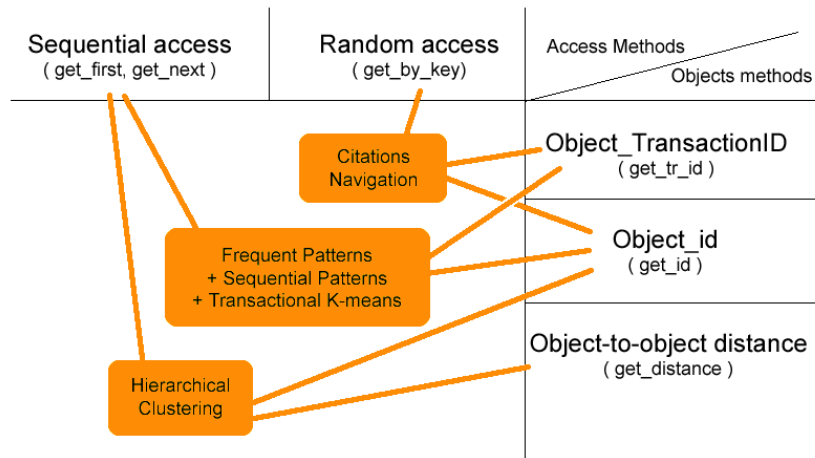 Sequential access
( get_first, get_next )
Random access
( get_by_key)
Access Methods
Objects methods
Citations
Navigation
Object_TransactionID
( get_tr_id )
Frequent Patterns
+ Sequential Patterns
+ Transactional K-means
Object_id
( get_id )
Object-to-object distance
( get_distance )
Hierarchical
Clustering